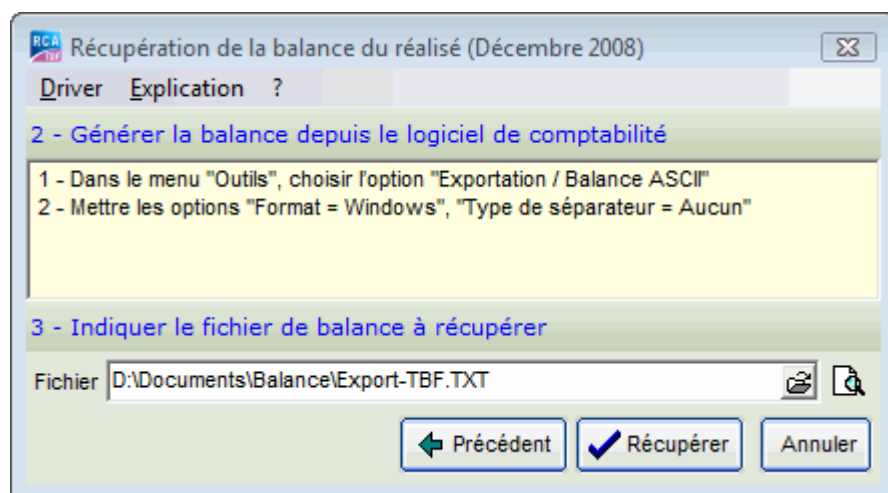 RCA TBF Récupération de la balance du réalisé (Décembre 2008)
Driver Explication ?
2 - Générer la balance depuis le logiciel de comptabilité
1 - Dans le menu "Outils", choisir l'option "Exportation / Balance ASCII"
2 - Mettre les options "Format = Windows", "Type de séparateur = Aucun"
3 - Indiquer le fichier de balance à récupérer
Fichier D:\Documents\Balance\Export-TBF.TXT
Précédent Récupérer Annuler